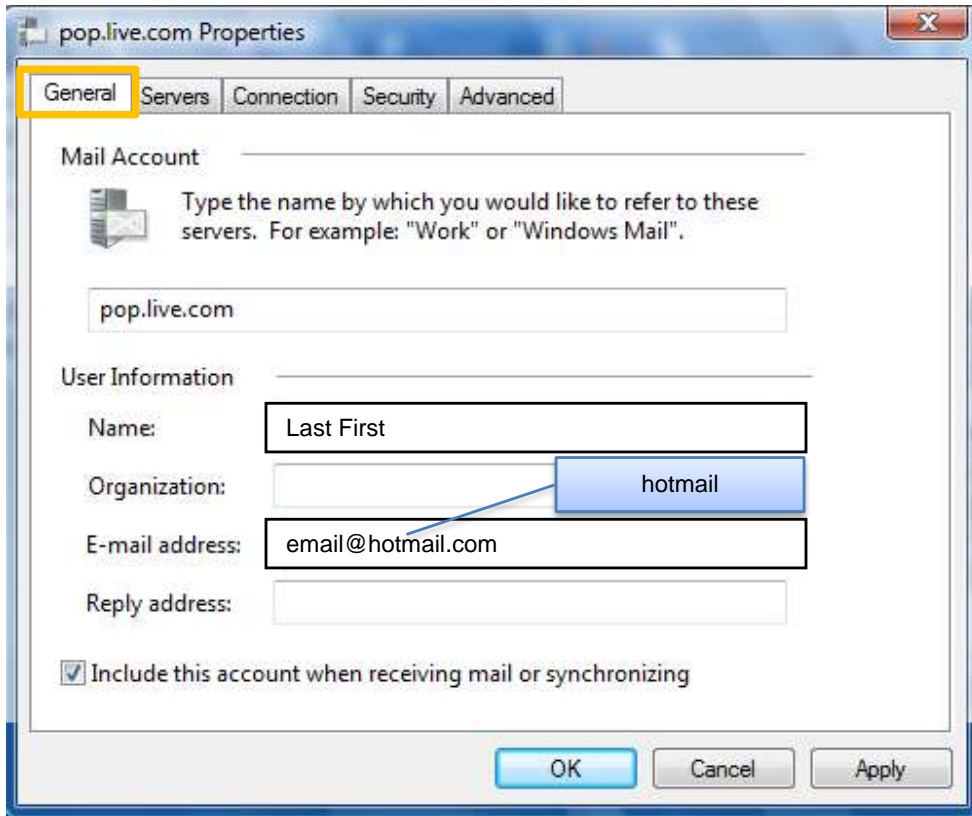 pop.live.com Properties
General Servers Connection Security Advanced
Mail Account
Type the name by which you would like to refer to these
servers. For example: "Work" or "Windows Mail".
pop.live.com
User Information
Name: Last First
Organization:
hotmail
E-mail address: email@hotmail.com
Reply address:
Include this account when receiving mail or synchronizing
OK Cancel Apply